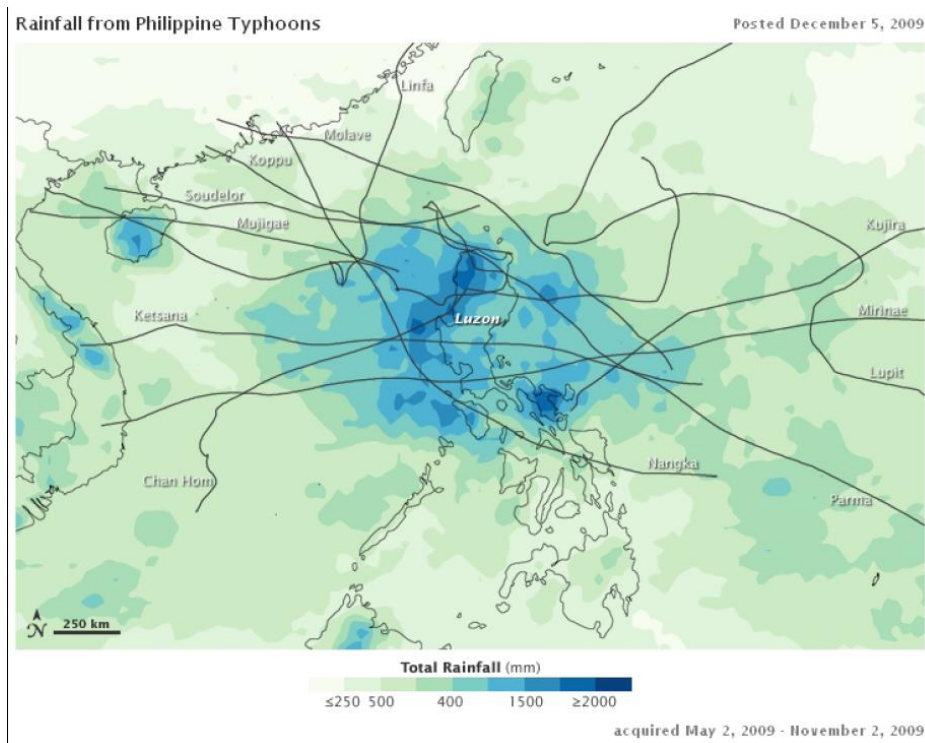 Rainfall from Philippine Typhoons
Posted December 5, 2009
Linfa
Molave
Koppu
Soudelor
Mujigae
Kujira
Ketsana
Luzon
Mirinae
Lupit
Nangka
Chan Hom
Parma
N
250 km
Total Rainfall (mm)
≤250 500 400 1500 ≥2000
acquired May 2, 2009 - November 2, 2009